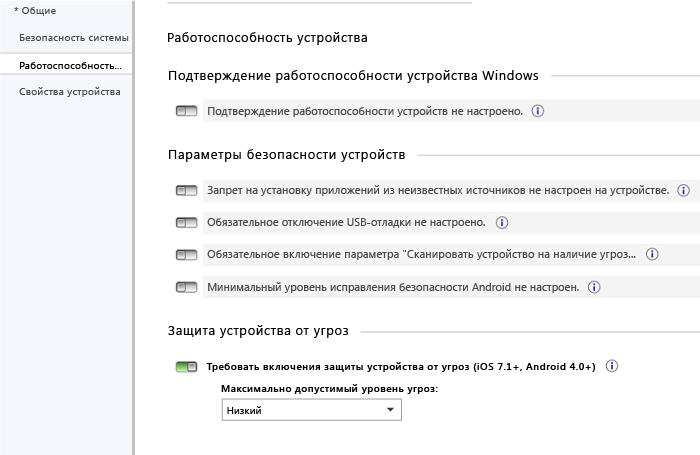 * Общие
Безопасность системы
Работоспособность...
Свойства устройства
Работоспособность устройства
Подтверждение работоспособности устройства Windows
Подтверждение работоспособности устройств не настроено.
Параметры безопасности устройств
Запрет на установку приложений из неизвестных источников не настроен на устройстве.
Обязательное отключение USB-отладки не настроено.
Обязательное включение параметра "Сканировать устройство на наличие угроз...
Минимальный уровень исправления безопасности Android не настроен.
Защита устройства от угроз
Требовать включения защиты устройства от угроз (iOS 7.1+, Android 4.0+)
Максимально допустимый уровень угроз:
Низкий